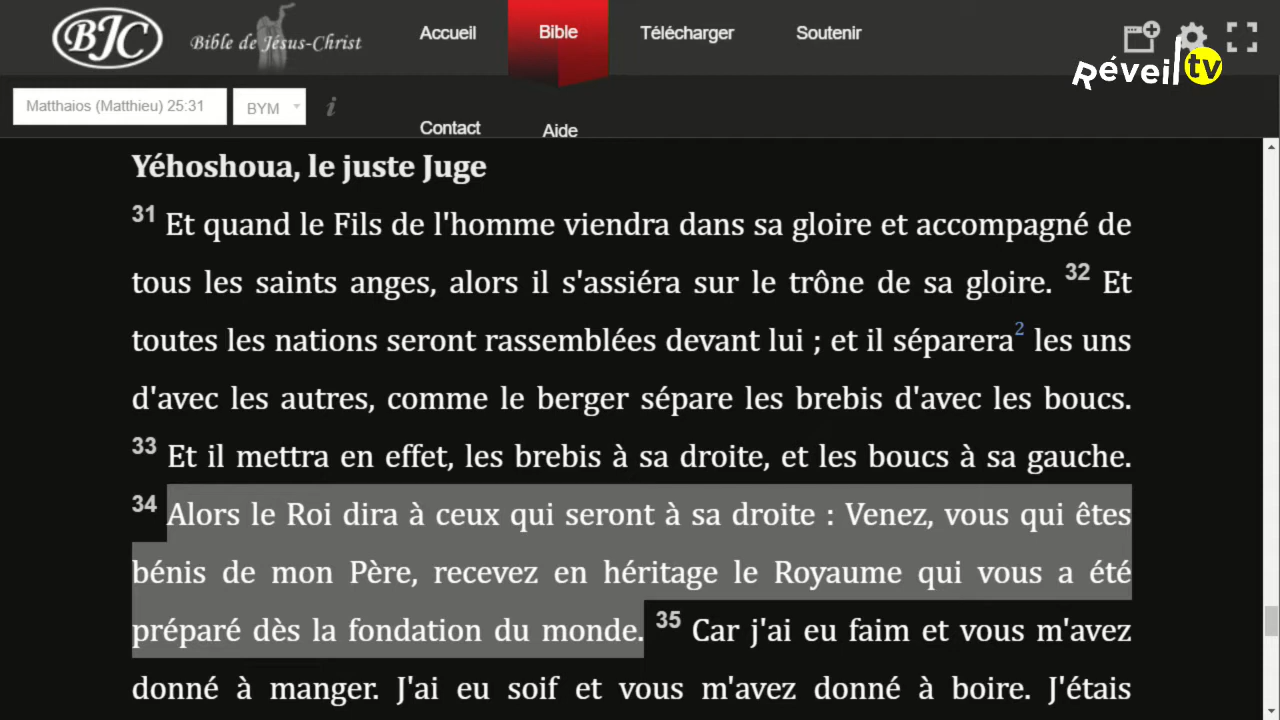 BJC Bible de Jésus-Christ Accueil Bible Télécharger Soutenir
Réveil tv
Matthaios (Matthieu) 25:31 BYM i
Contact Aide
Yéhoshoua, le juste Juge
31 Et quand le Fils de l'homme viendra dans sa gloire et accompagné de
tous les saints anges, alors il s'assiéra sur le trône de sa gloire. 32 Et
toutes les nations seront rassemblées devant lui ; et il séparera2 les uns
d'avec les autres, comme le berger sépare les brebis d'avec les boucs.
33 Et il mettra en effet, les brebis à sa droite, et les boucs à sa gauche.
34 Alors le Roi dira à ceux qui seront à sa droite : Venez, vous qui êtes
bénis de mon Père, recevez en héritage le Royaume qui vous a été
préparé dès la fondation du monde. 35 Car j'ai eu faim et vous m'avez
donné à manger. J'ai eu soif et vous m'avez donné à boire. J'étais